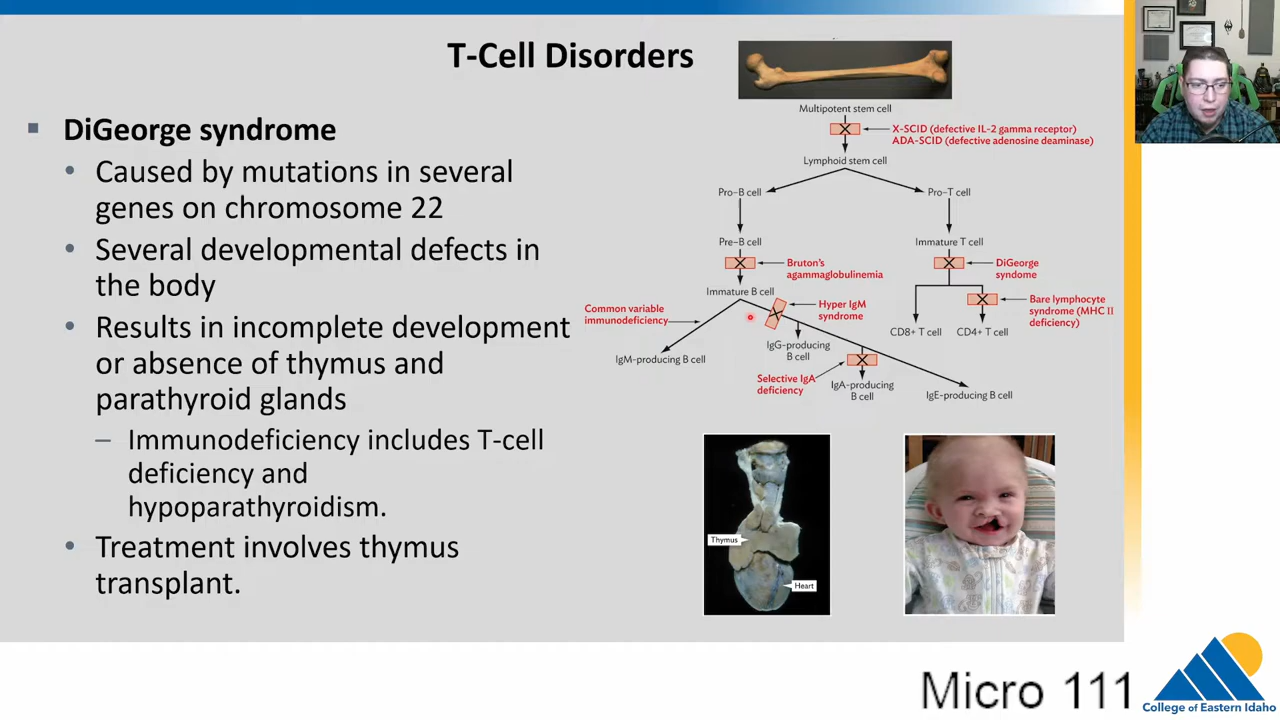 T-Cell Disorders
▪ DiGeorge syndrome
• Caused by mutations in several
genes on chromosome 22
• Several developmental defects in
the body
• Results in incomplete development
or absence of thymus and
parathyroid glands
– Immunodeficiency includes T-cell
deficiency and
hypoparathyroidism.
• Treatment involves thymus
transplant.
Multipotent stem cell
X-SCID (defective IL-2 gamma receptor)
ADA-SCID (defective adenosine deaminase)
Lymphoid stem cell
Pro-B cell
Pro-T cell
Pre-B cell
Immature T cell
Bruton's
agammaglobulinemia
DiGeorge
syndome
Immature B cell
Common variable
immunodeficiency
Hyper IgM
syndrome
Bare lymphocyte
syndrome (MHC II
deficiency)
CD8+ T cell
CD4+ T cell
IgM-producing B cell
IgG-producing
B cell
Selective IgA
deficiency
IgA-producing
B cell
IgE-producing B cell
Thymus
Heart
Micro 111
College of Eastern Idaho